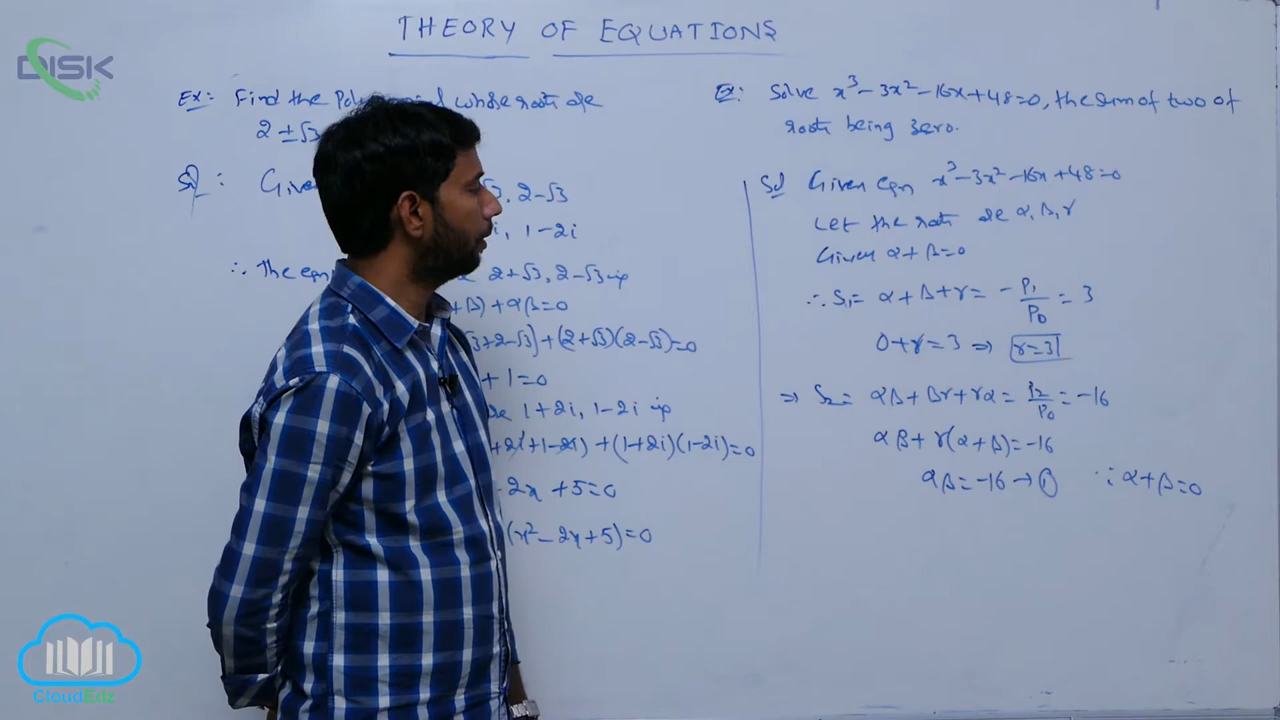 THEORY OF EQUATIONS
DISK
Ex: Find the Pol whose roots are
2 ± √3
Sol: Given √3, 2-√3
i, 1-2i
∴ The eqn 2+√3, 2-√3 is
+β) + αβ=0
√3+2-√3] + (2+√3)(2-√3)=0
+ 1=0
are 1+2i, 1-2i is
+2i+1-2i) + (1+2i)(1-2i)=0
- 2x + 5=0
(x²-2x+5)=0
Ex: Solve x³-3x²-16x+48=0, the sum of two of
roots being zero.
Sol Given eqn x³-3x²-16x+48=0
Let the roots are α, β, γ
Given α+β=0
∴ S₁= α+β+γ= -P₁/P₀ = 3
0+γ=3 ⇒ γ=3
⇒ S₂= αβ+βγ+γα= P₂/P₀ = -16
αβ+γ(α+β)=-16
αβ=-16 → ① ∵ α+β=0
CloudEdz